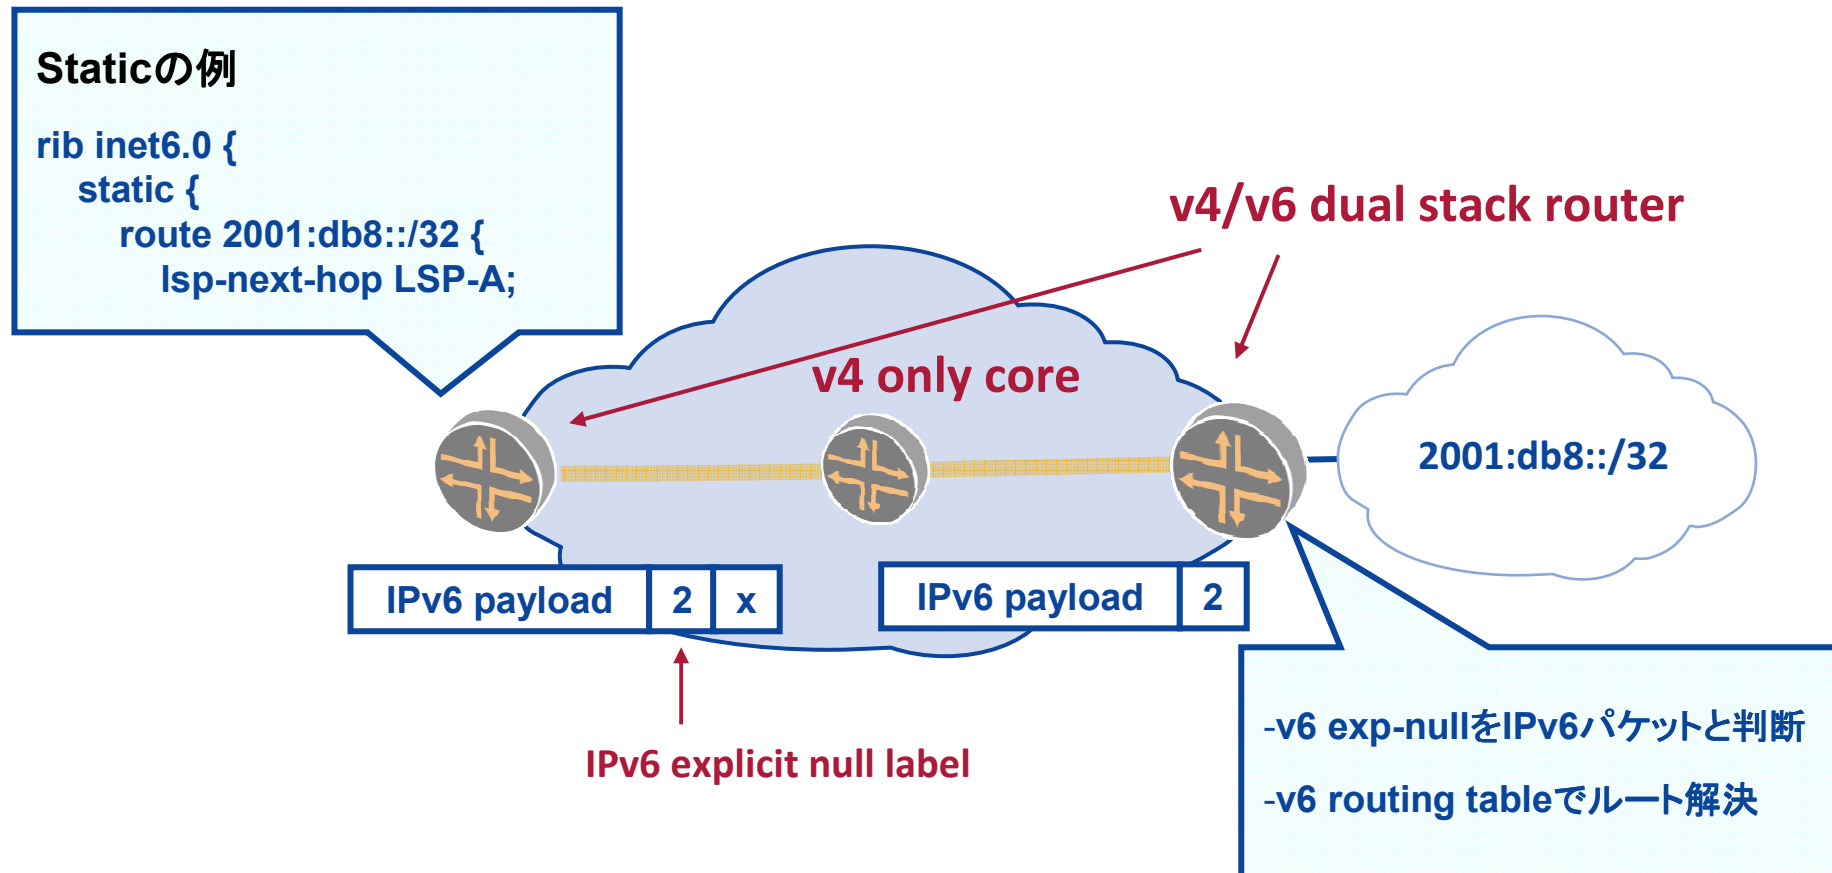 Staticの例
rib inet6.0 {
static {
route 2001:db8::/32 {
lsp-next-hop LSP-A;
v4/v6 dual stack router
v4 only core
2001:db8::/32
IPv6 payload 2 x
IPv6 payload 2
IPv6 explicit null label
-v6 exp-nullをIPv6パケットと判断
-v6 routing tableでルート解決